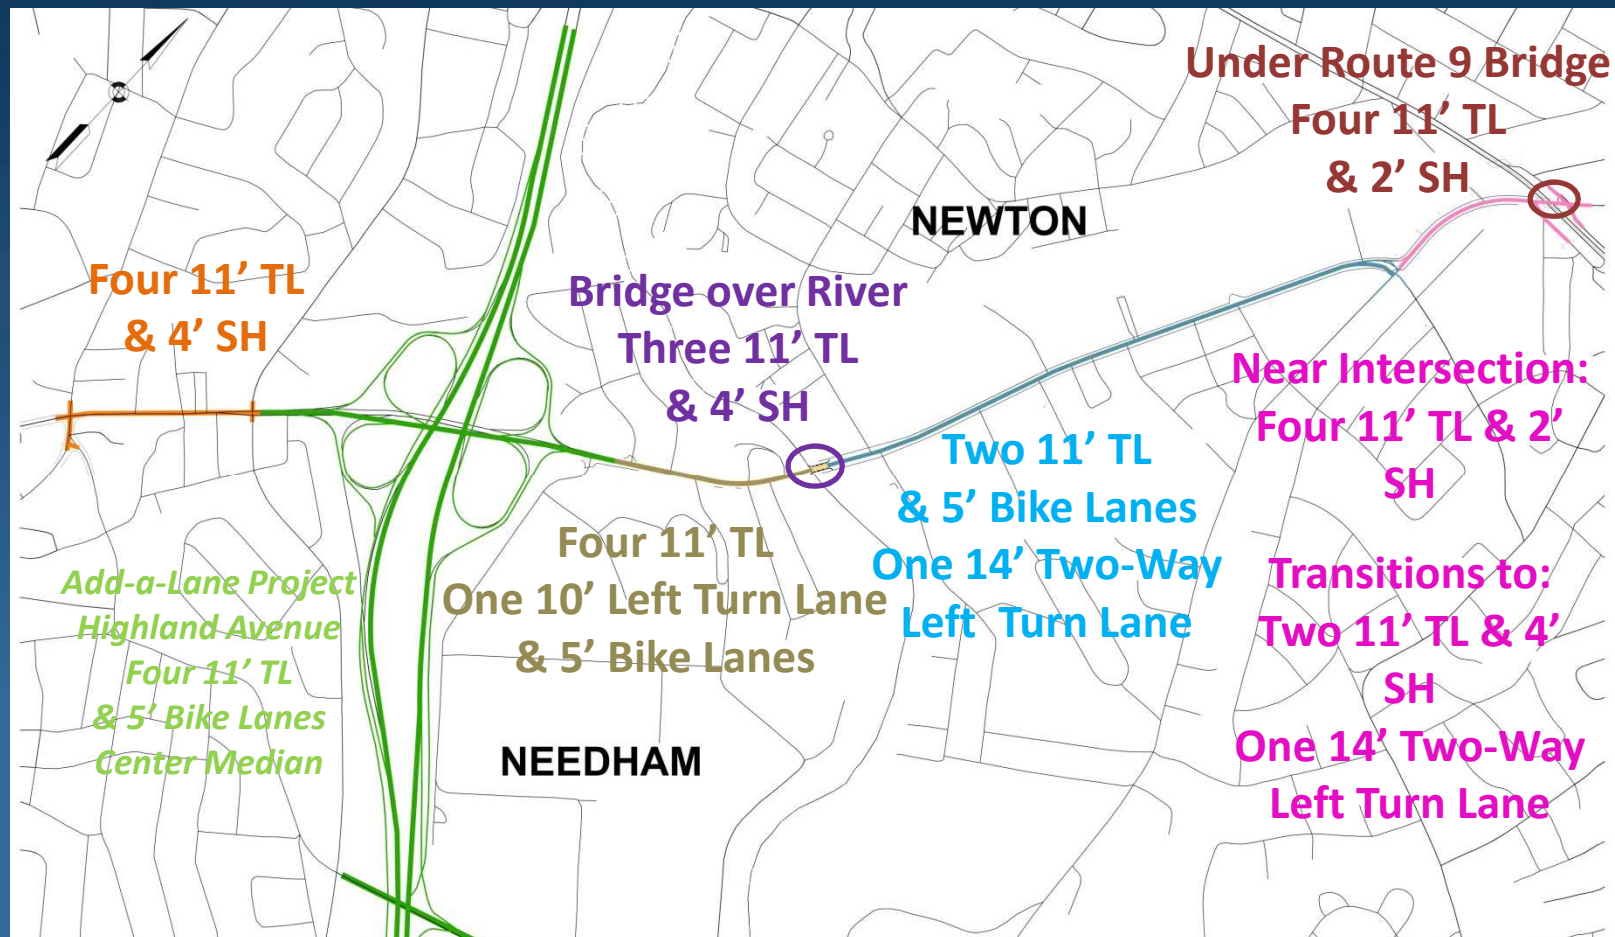 Under Route 9 Bridge
Four 11’ TL
& 2’ SH
NEWTON
Four 11’ TL
& 4’ SH
Bridge over River
Three 11’ TL
& 4’ SH
Near Intersection:
Four 11’ TL & 2’
SH
Transitions to:
Two 11’ TL & 4’
SH
One 14’ Two-Way
Left Turn Lane
Two 11’ TL
& 5’ Bike Lanes
One 14’ Two-Way
Left Turn Lane
Four 11’ TL
One 10’ Left Turn Lane
& 5’ Bike Lanes
Add-a-Lane Project
Highland Avenue
Four 11’ TL
& 5’ Bike Lanes
Center Median
NEEDHAM